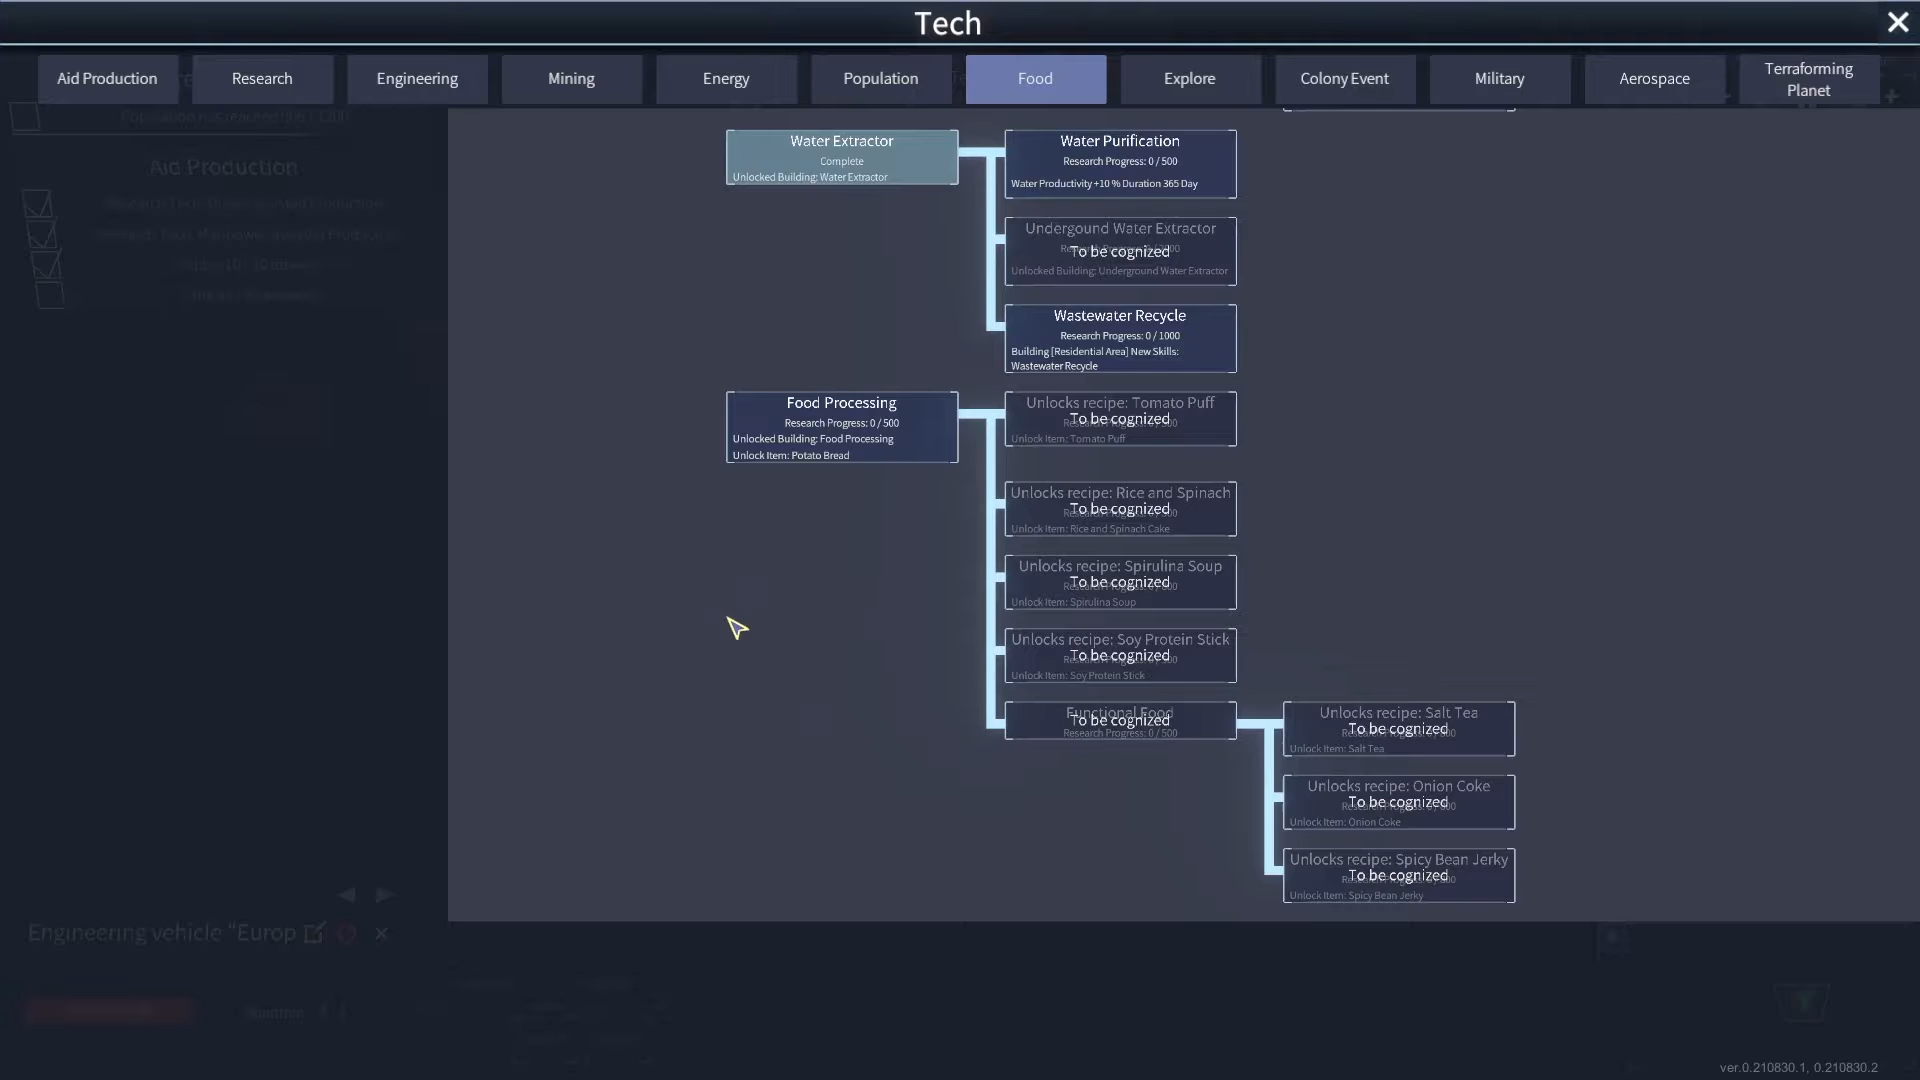 Tech
Aid Production
Research
Engineering
Mining
Energy
Population
Food
Explore
Colony Event
Military
Aerospace
Terraforming
Planet
Aid Production
Water Extractor
Complete
Unlocked Building: Water Extractor
Water Purification
Research Progress: 0 / 500
Water Productivity +10 % Duration 365 Day
Undergound Water Extractor
To be cognized
Unlocked Building: Underground Water Extractor
Wastewater Recycle
Research Progress: 0 / 1000
Building [Residential Area] New Skills:
Wastewater Recycle
Food Processing
Research Progress: 0 / 500
Unlocked Building: Food Processing
Unlock Item: Potato Bread
Unlocks recipe: Tomato Puff
To be cognized
Unlock Item: Tomato Puff
Unlocks recipe: Rice and Spinach
To be cognized
Unlock Item: Rice and Spinach Cake
Unlocks recipe: Spirulina Soup
To be cognized
Unlock Item: Spirulina Soup
Unlocks recipe: Soy Protein Stick
To be cognized
Unlock Item: Soy Protein Stick
Functional Food
To be cognized
Research Progress: 0 / 500
Unlocks recipe: Salt Tea
To be cognized
Unlock Item: Salt Tea
Unlocks recipe: Onion Coke
To be cognized
Unlock Item: Onion Coke
Unlocks recipe: Spicy Bean Jerky
To be cognized
Unlock Item: Spicy Bean Jerky
Engineering vehicle "Europ
ver.0.210830.1, 0.210830.2